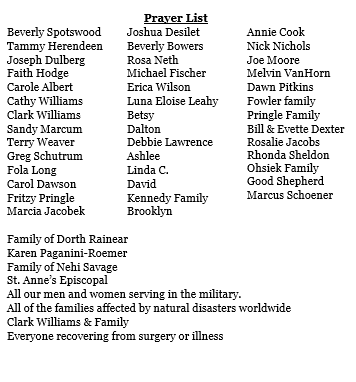 Prayer List
Beverly Spotswood
Tammy Herendeen
Joseph Dulberg
Faith Hodge
Carole Albert
Cathy Williams
Clark Williams
Sandy Marcum
Terry Weaver
Greg Schutrum
Fola Long
Carol Dawson
Fritzy Pringle
Marcia Jacobek
Joshua Desilet
Beverly Bowers
Rosa Neth
Michael Fischer
Erica Wilson
Luna Eloise Leahy
Betsy
Dalton
Debbie Lawrence
Ashlee
Linda C.
David
Kennedy Family
Brooklyn
Annie Cook
Nick Nichols
Joe Moore
Melvin VanHorn
Dawn Pitkins
Fowler family
Pringle Family
Bill & Evette Dexter
Rosalie Jacobs
Rhonda Sheldon
Ohsiek Family
Good Shepherd
Marcus Schoener
Family of Dorth Rainear
Karen Paganini-Roemer
Family of Nehi Savage
St. Anne's Episcopal
All our men and women serving in the military.
All of the families affected by natural disasters worldwide
Clark Williams & Family
Everyone recovering from surgery or illness